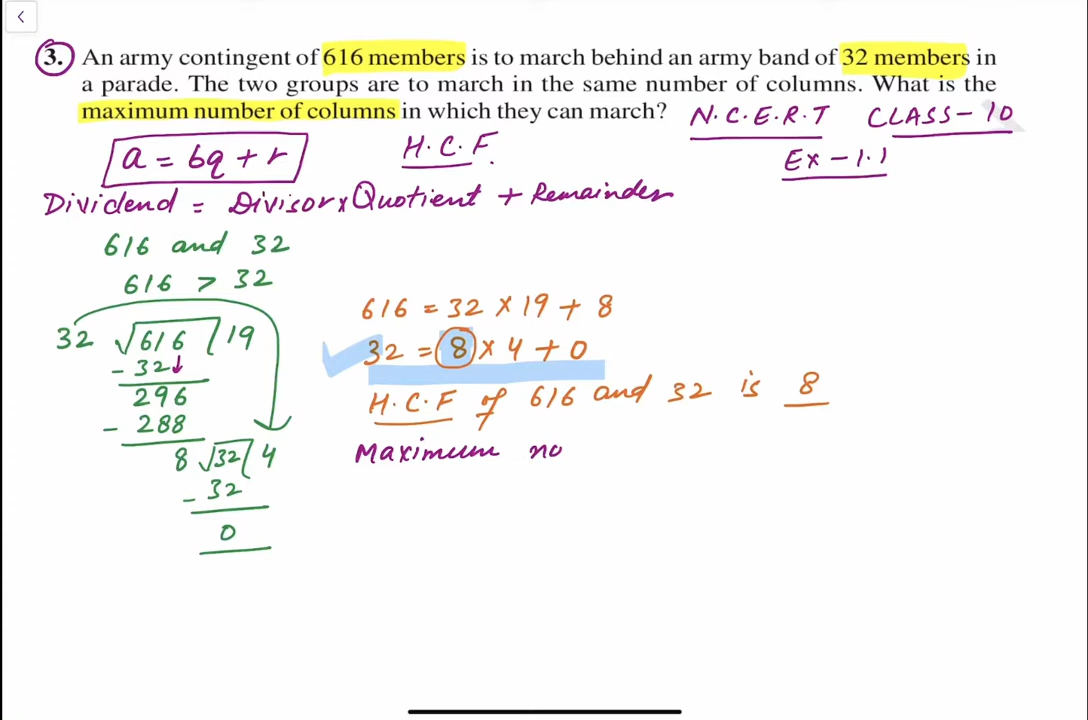 3. An army contingent of 616 members is to march behind an army band of 32 members in
a parade. The two groups are to march in the same number of columns. What is the
maximum number of columns in which they can march?
N.C.E.R.T CLASS-10
Ex-1.1
a = bq + r
H.C.F.
Dividend = Divisor x Quotient + Remainder
616 and 32
616 > 32
32 √616 19
- 32↓
296
- 288
8 √32 4
- 32
0
616 = 32 x 19 + 8
32 = 8 x 4 + 0
H.C.F of 616 and 32 is 8
Maximum no